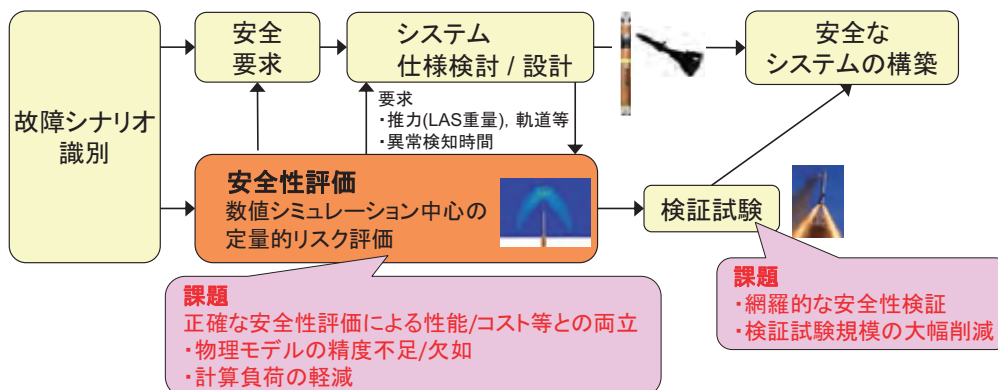 故障シナリオ
識別
安全
要求
システム
仕様検討 / 設計
安全な
システムの構築
要求
・推力(LAS重量), 軌道等
・異常検知時間
安全性評価
数値シミュレーション中心の
定量的リスク評価
検証試験
課題
正確な安全性評価による性能/コスト等との両立
・物理モデルの精度不足/欠如
・計算負荷の軽減
課題
・網羅的な安全性検証
・検証試験規模の大幅削減